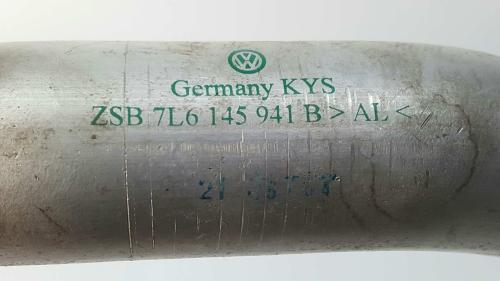 Germany KYS
ZSB 7L6 145 941 B > AL <